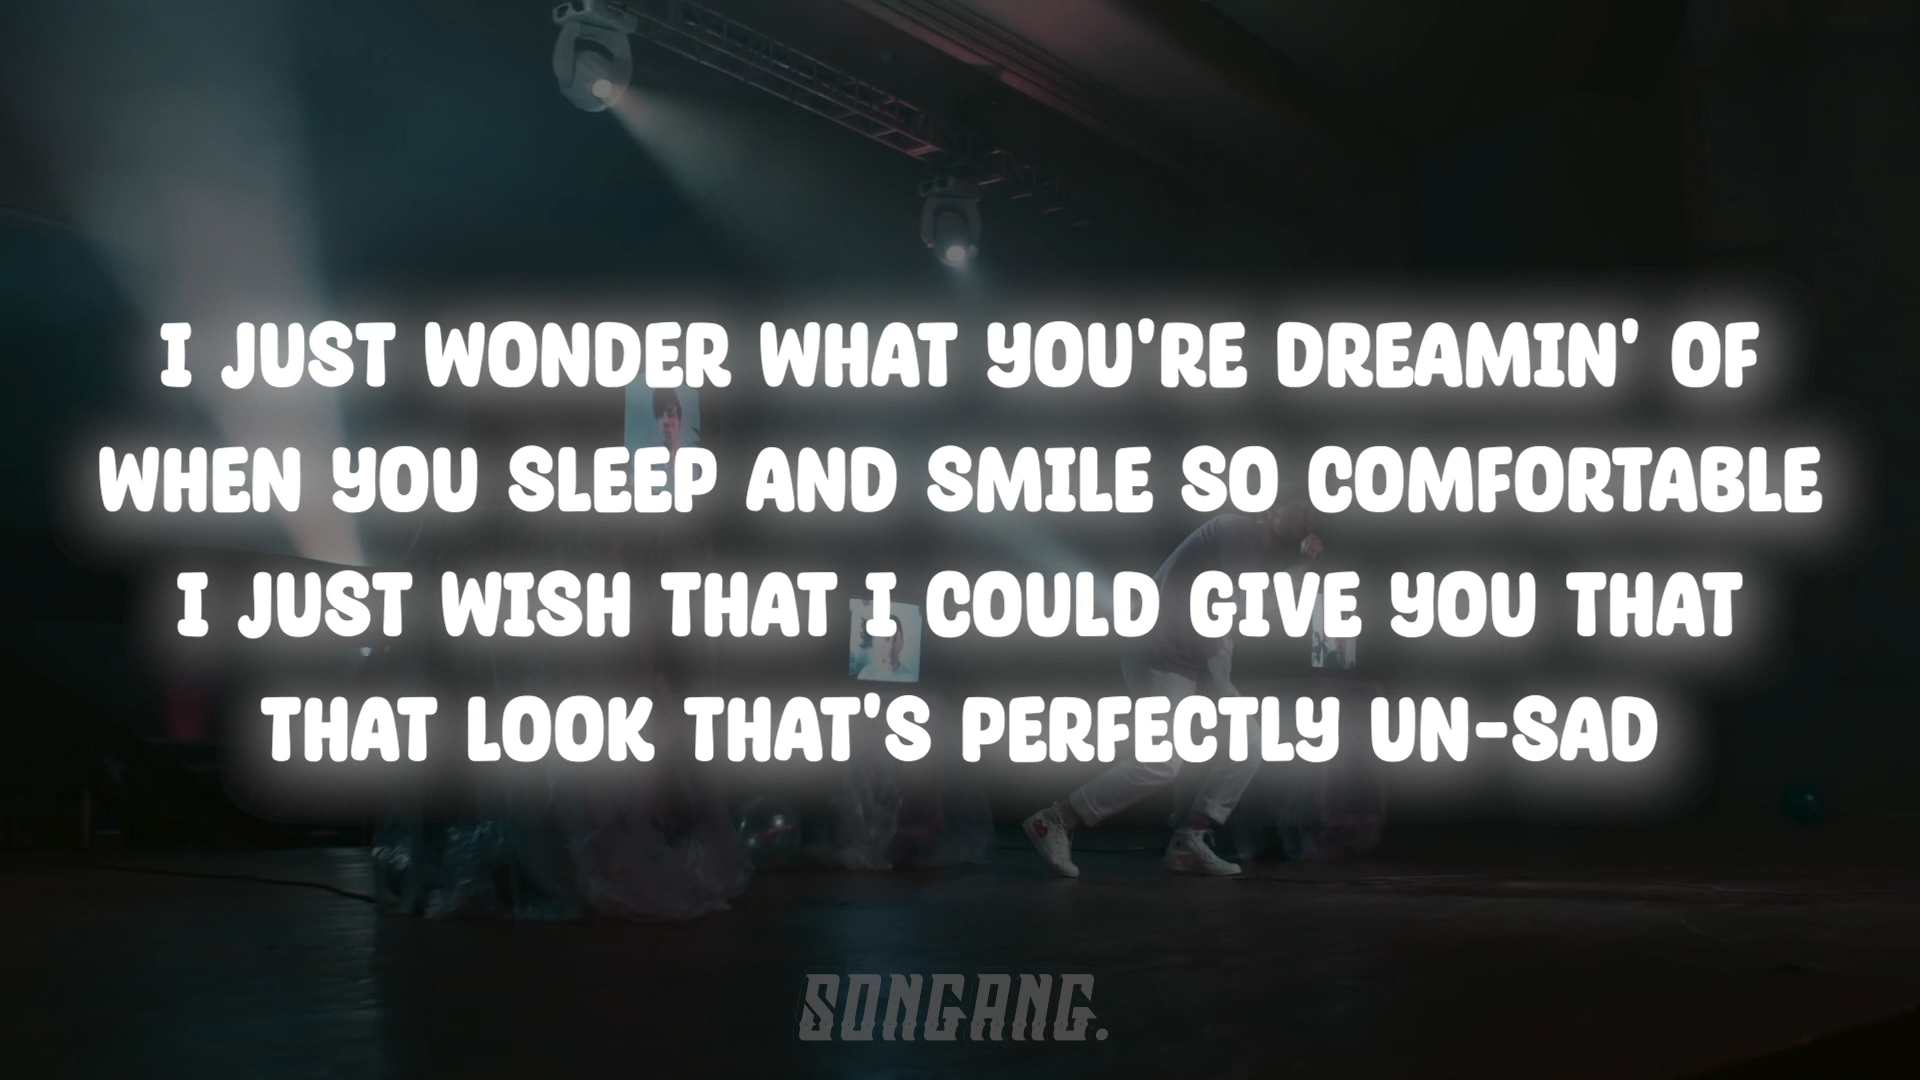 I JUST WONDER WHAT YOU'RE DREAMIN' OF
WHEN YOU SLEEP AND SMILE SO COMFORTABLE
I JUST WISH THAT I COULD GIVE YOU THAT
THAT LOOK THAT'S PERFECTLY UN-SAD
SONGANG.